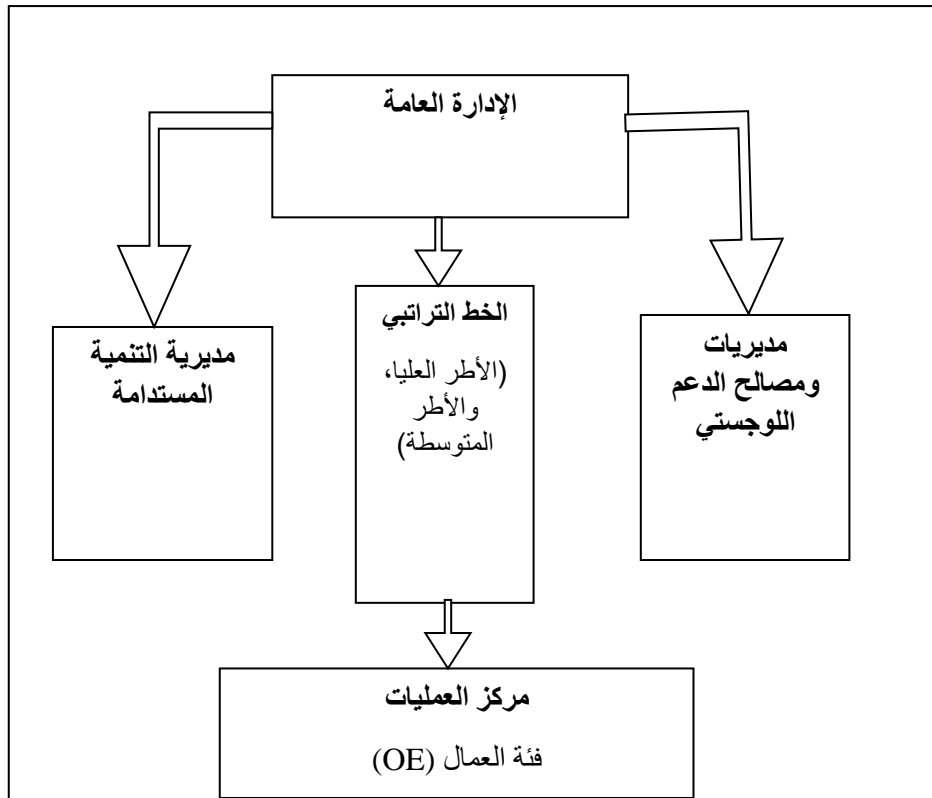 الإدارة العامة
الخط التراتبي
(الأطر العليا،
والأطر
المتوسطة)
مديريات
ومصالح الدعم
اللوجستي
مديرية التنمية
المستدامة
مركز العمليات
فئة العمال (OE)